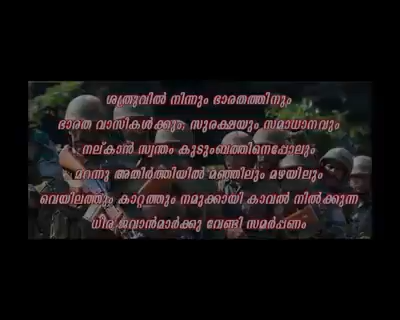 ശത്രുവിൽ നിന്നും ഭാരതത്തിനും
ഭാരത വാസികൾക്കും, സുരക്ഷയും സമാധാനവും
നല്കാൻ സ്വന്തം കുടുംബത്തിനെപ്പോലും
മറന്നു അതിർത്തിയിൽ മഞ്ഞിലും മഴയിലും
വെയിലത്തും കാറ്റത്തും നമുക്കായി കാവൽ നിൽക്കുന്ന
ധീര ജവാൻമാർക്കു വേണ്ടി സമർപ്പണം